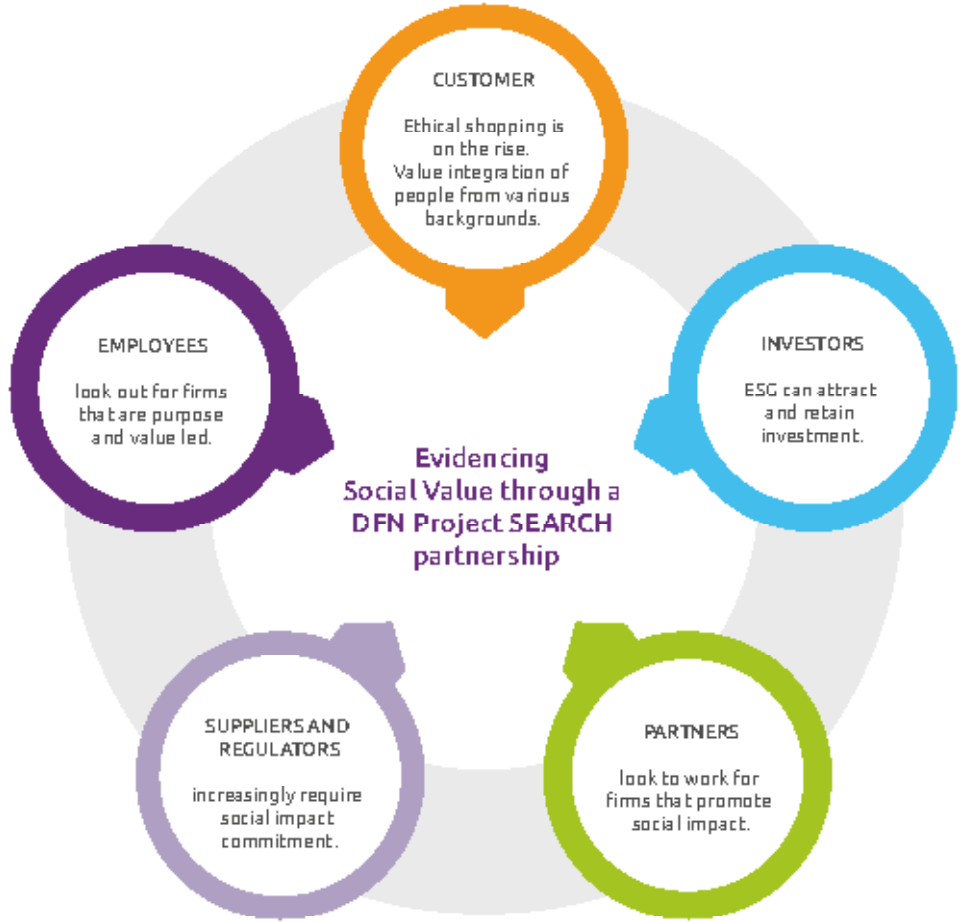 CUSTOMER
Ethical shopping is
on the rise.
Value integration of
people from various
backgrounds.
EMPLOYEES
look out for firms
that are purpose
and value led.
INVESTORS
ESG can attract
and retain
investment.
Evidencing
Social Value through a
DFN Project SEARCH
partnership
SUPPLIERS AND
REGULATORS
increasingly require
social impact
commitment.
PARTNERS
look to work for
firms that promote
social impact.